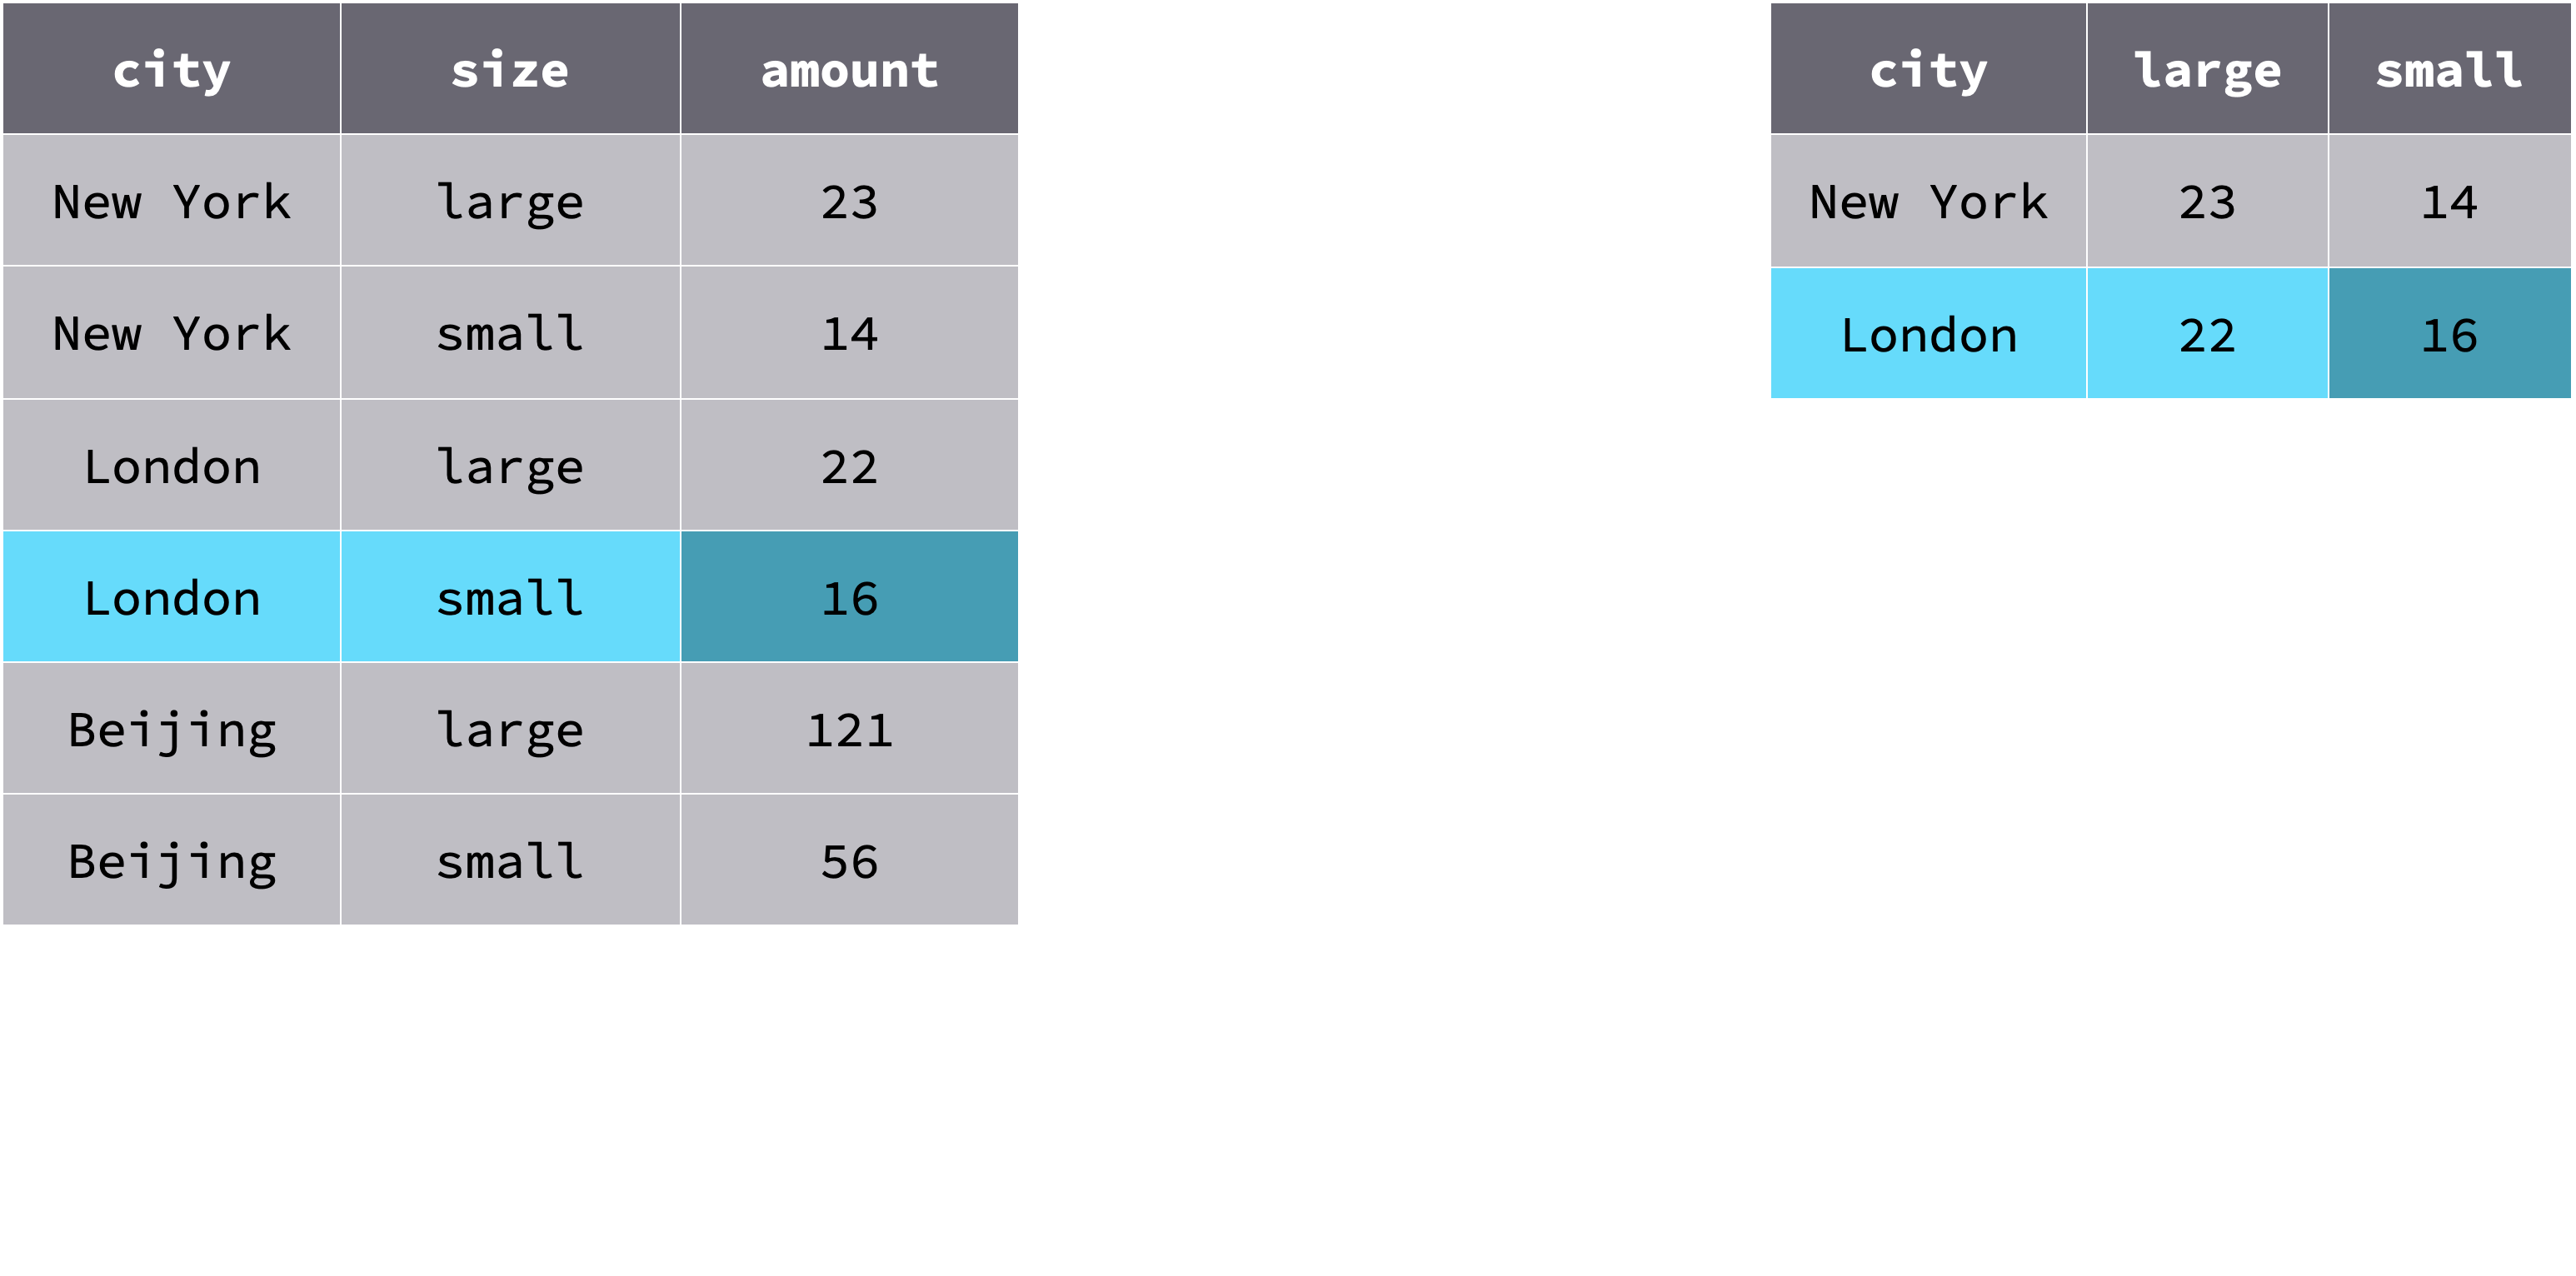 city size amount
New York large 23
New York small 14
London large 22
London small 16
Beijing large 121
Beijing small 56
city large small
New York 23 14
London 22 16